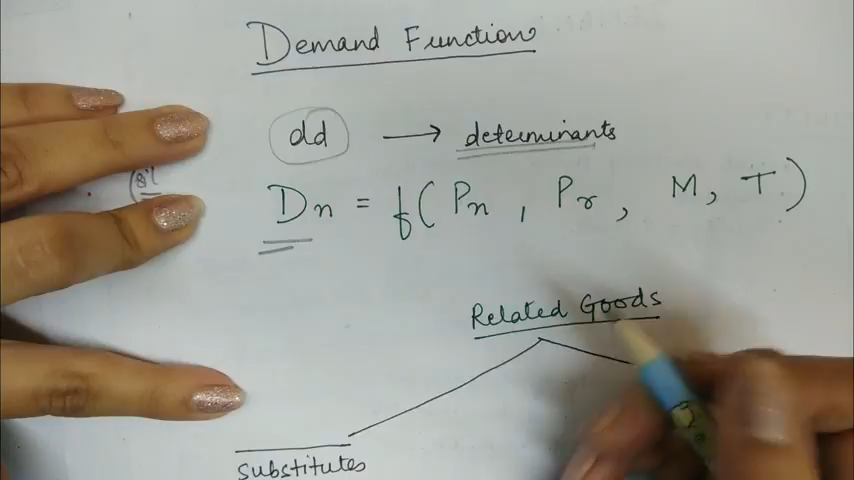 Demand Function
dd → determinants
Dn = f( Pn , Pr , M, T )
Related Goods
substitutes